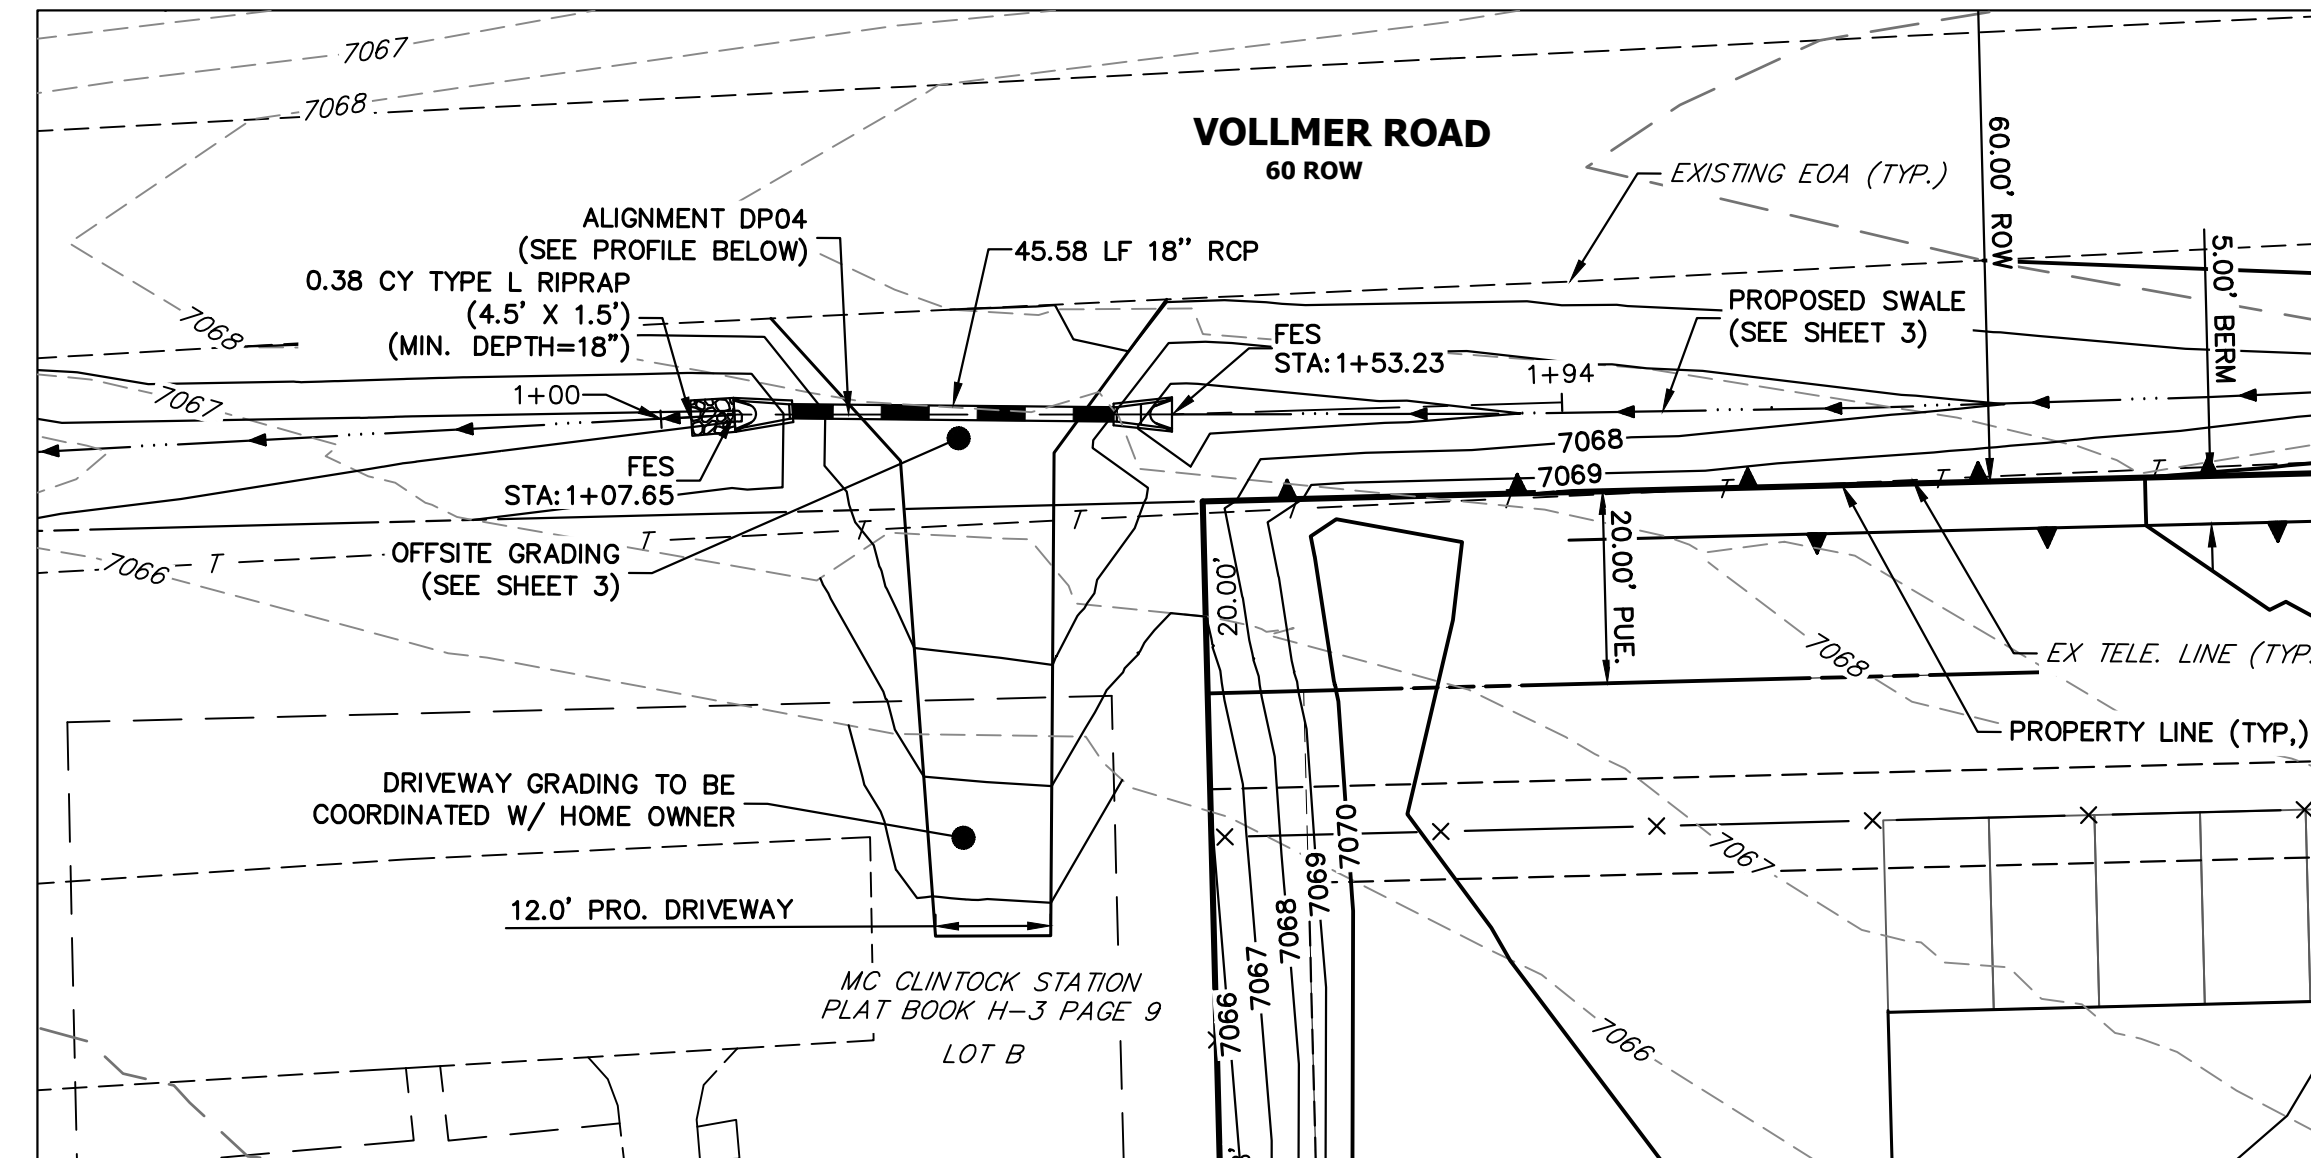 7067
7068
VOLLMER ROAD
60 ROW
60.00' ROW
EXISTING EOA (TYP.)
ALIGNMENT DP04
(SEE PROFILE BELOW)
45.58 LF 18" RCP
5.00' BERM
0.38 CY TYPE L RIPRAP
(4.5' X 1.5')
(MIN. DEPTH=18")
PROPOSED SWALE
(SEE SHEET 3)
7068
FES
STA:1+53.23
1+94
1+00
7067
7068
7069
FES
STA:1+07.65
T
T
T
T
T
T
T
T
T
T
OFFSITE GRADING
(SEE SHEET 3)
7066
20.00'
20.00' PUE.
7068
EX TELE. LINE (TYP.
PROPERTY LINE (TYP,)
DRIVEWAY GRADING TO BE
COORDINATED W/ HOME OWNER
7070
7067
7069
12.0' PRO. DRIVEWAY
7068
7067
7066
MC CLINTOCK STATION
PLAT BOOK H-3 PAGE 9
LOT B
7066